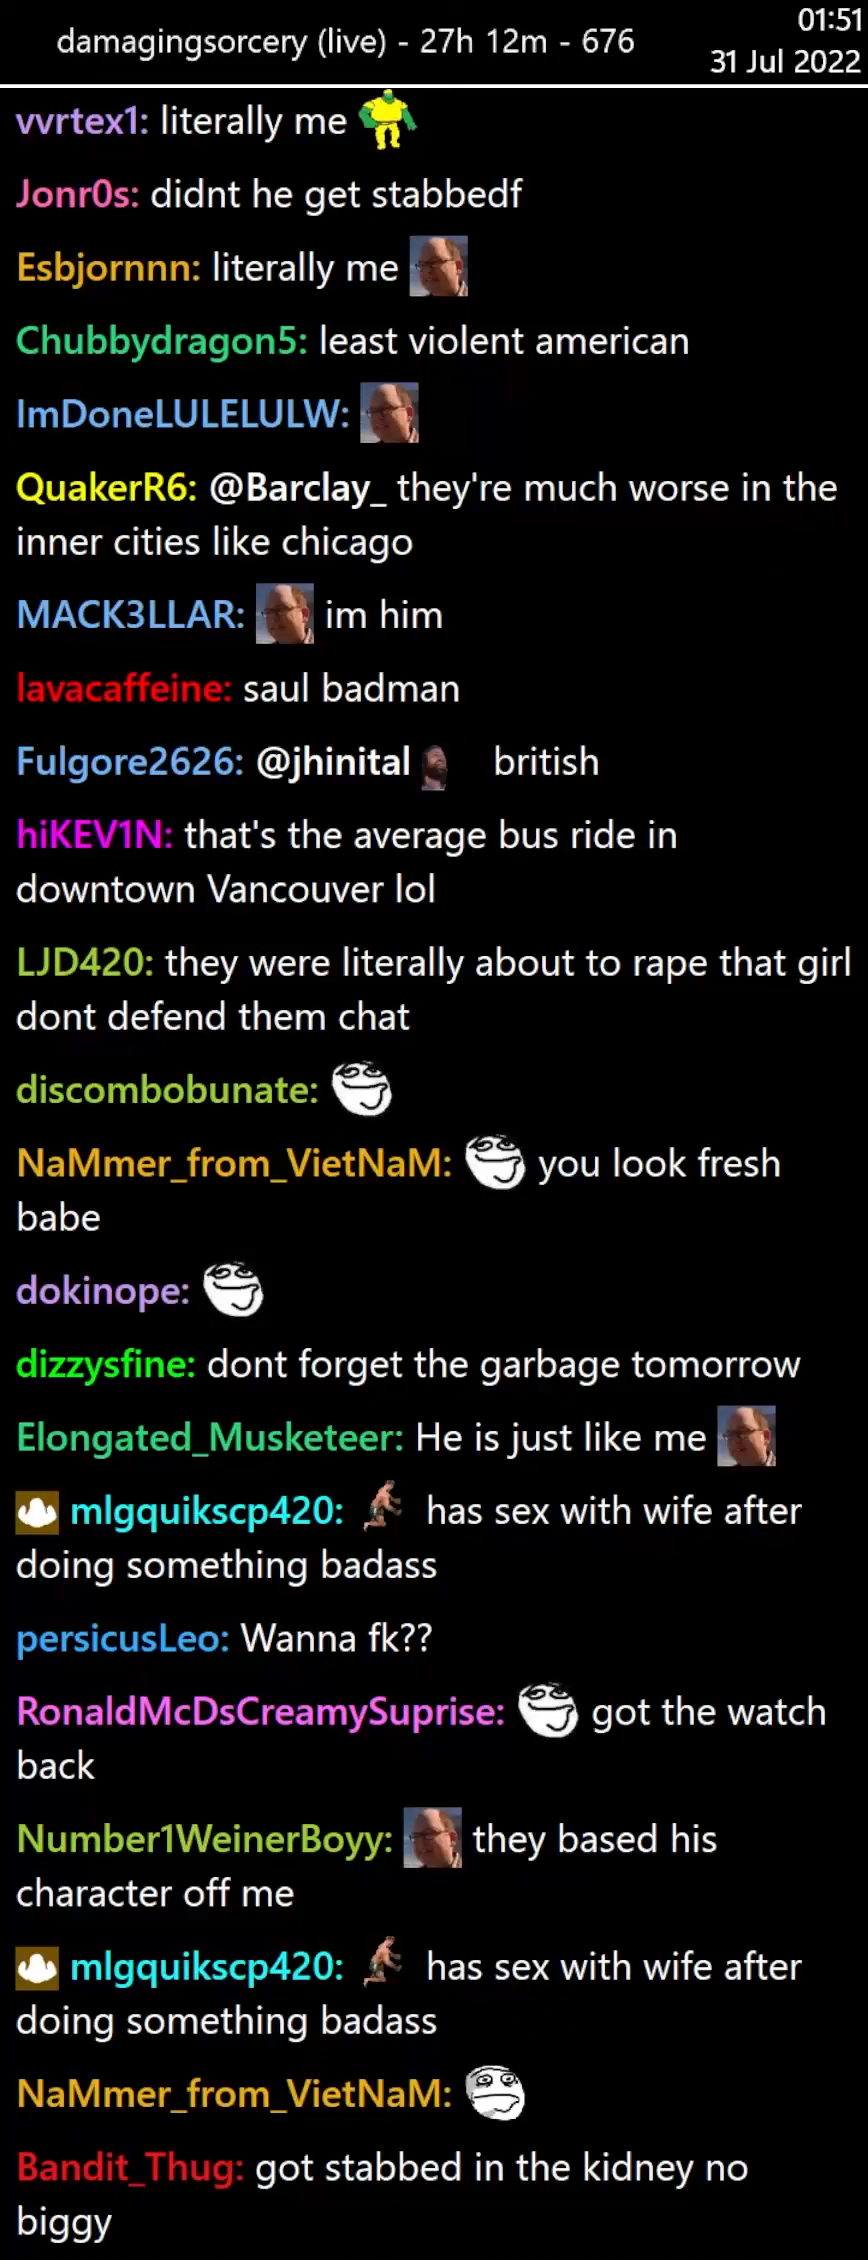 01:51
damagingsorcery (live) - 27h 12m - 676
31 Jul 2022
vvrtex1: literally me
Jonr0s: didnt he get stabbedf
Esbjornnn: literally me
Chubbydragon5: least violent american
ImDoneLULELULW:
QuakerR6: @Barclay_ they're much worse in the
inner cities like chicago
MACK3LLAR: im him
lavacaffeine: saul badman
Fulgore2626: @jhinital british
hiKEV1N: that's the average bus ride in
downtown Vancouver lol
LJD420: they were literally about to rape that girl
dont defend them chat
discombobunate:
NaMmer_from_VietNaM: you look fresh
babe
dokinope:
dizzysfine: dont forget the garbage tomorrow
Elongated_Musketeer: He is just like me
mlgquikscp420: has sex with wife after
doing something badass
persicusLeo: Wanna fk??
RonaldMcDsCreamySuprise: got the watch
back
Number1WeinerBoyy: they based his
character off me
mlgquikscp420: has sex with wife after
doing something badass
NaMmer_from_VietNaM:
Bandit_Thug: got stabbed in the kidney no
biggy